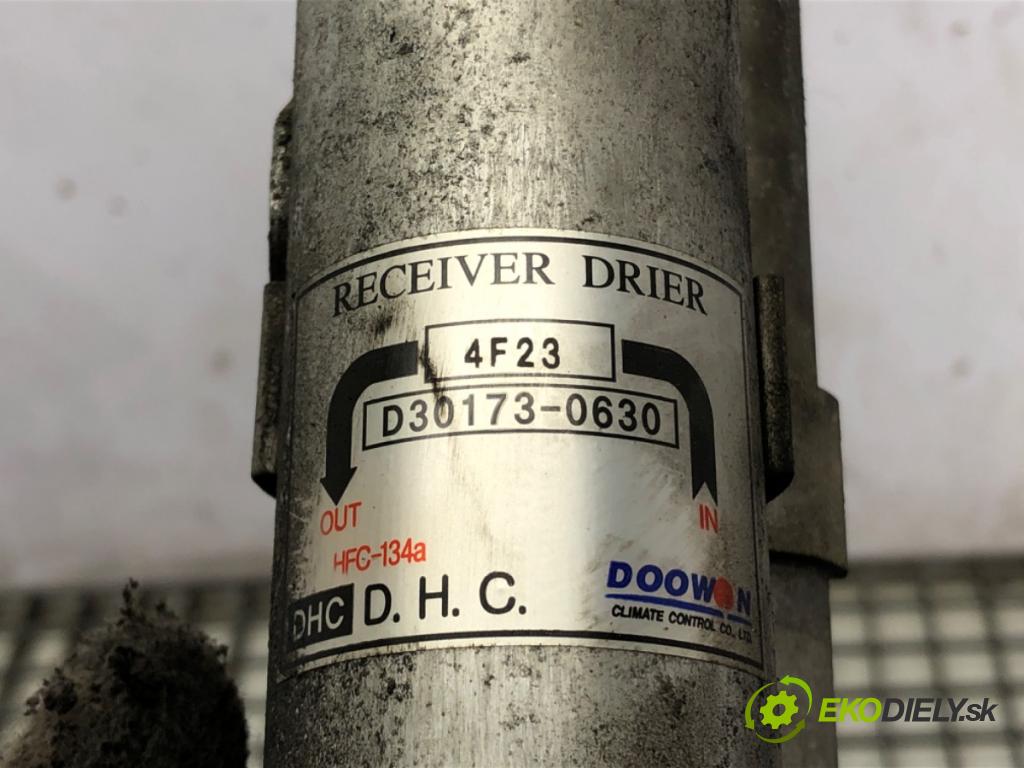 RECEIVER DRIER
4F23
D30173-0630
OUT
IN
HFC-134a
DHC D. H. C.
DOOWON
CLIMATE CONTROL CO., LTD.
EKODIELY.sk